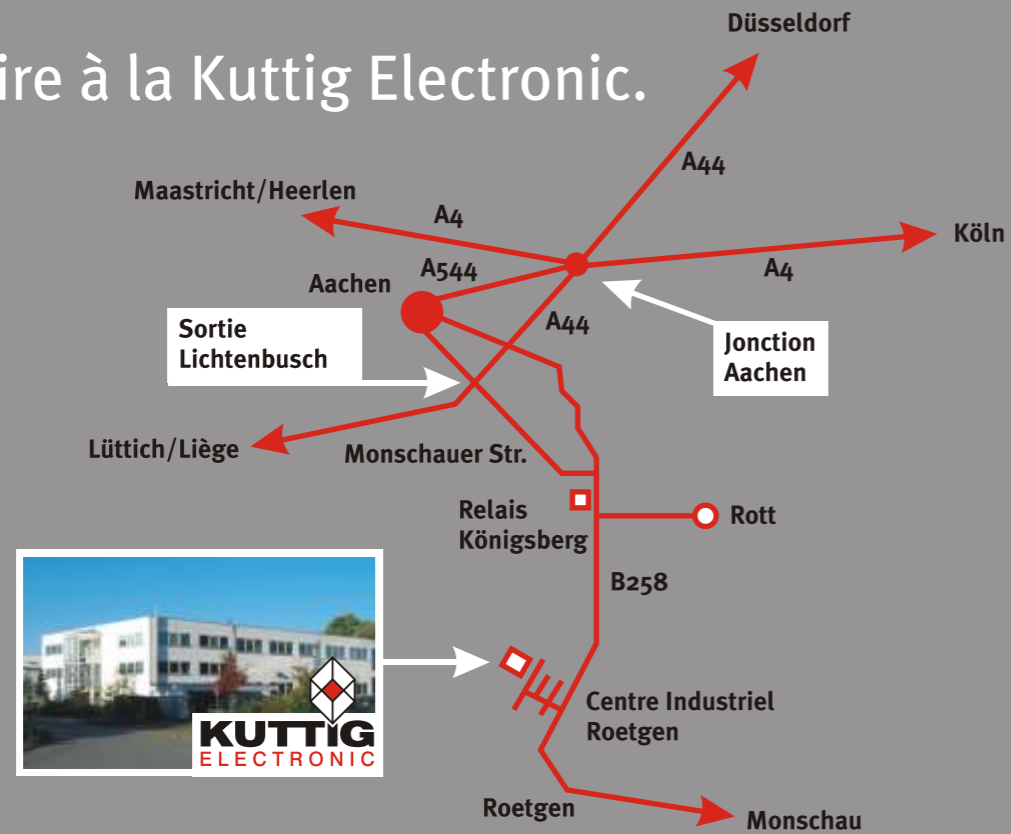 Düsseldorf
ire à la Kuttig Electronic.
A44
Maastricht/Heerlen
A4
Köln
A544
A4
Aachen
A44
Sortie
Lichtenbusch
Jonction
Aachen
Lüttich/Liège
Monschauer Str.
Relais
Königsberg
Rott
B258
Centre Industriel
Roetgen
KUTTIG
ELECTRONIC
Roetgen
Monschau